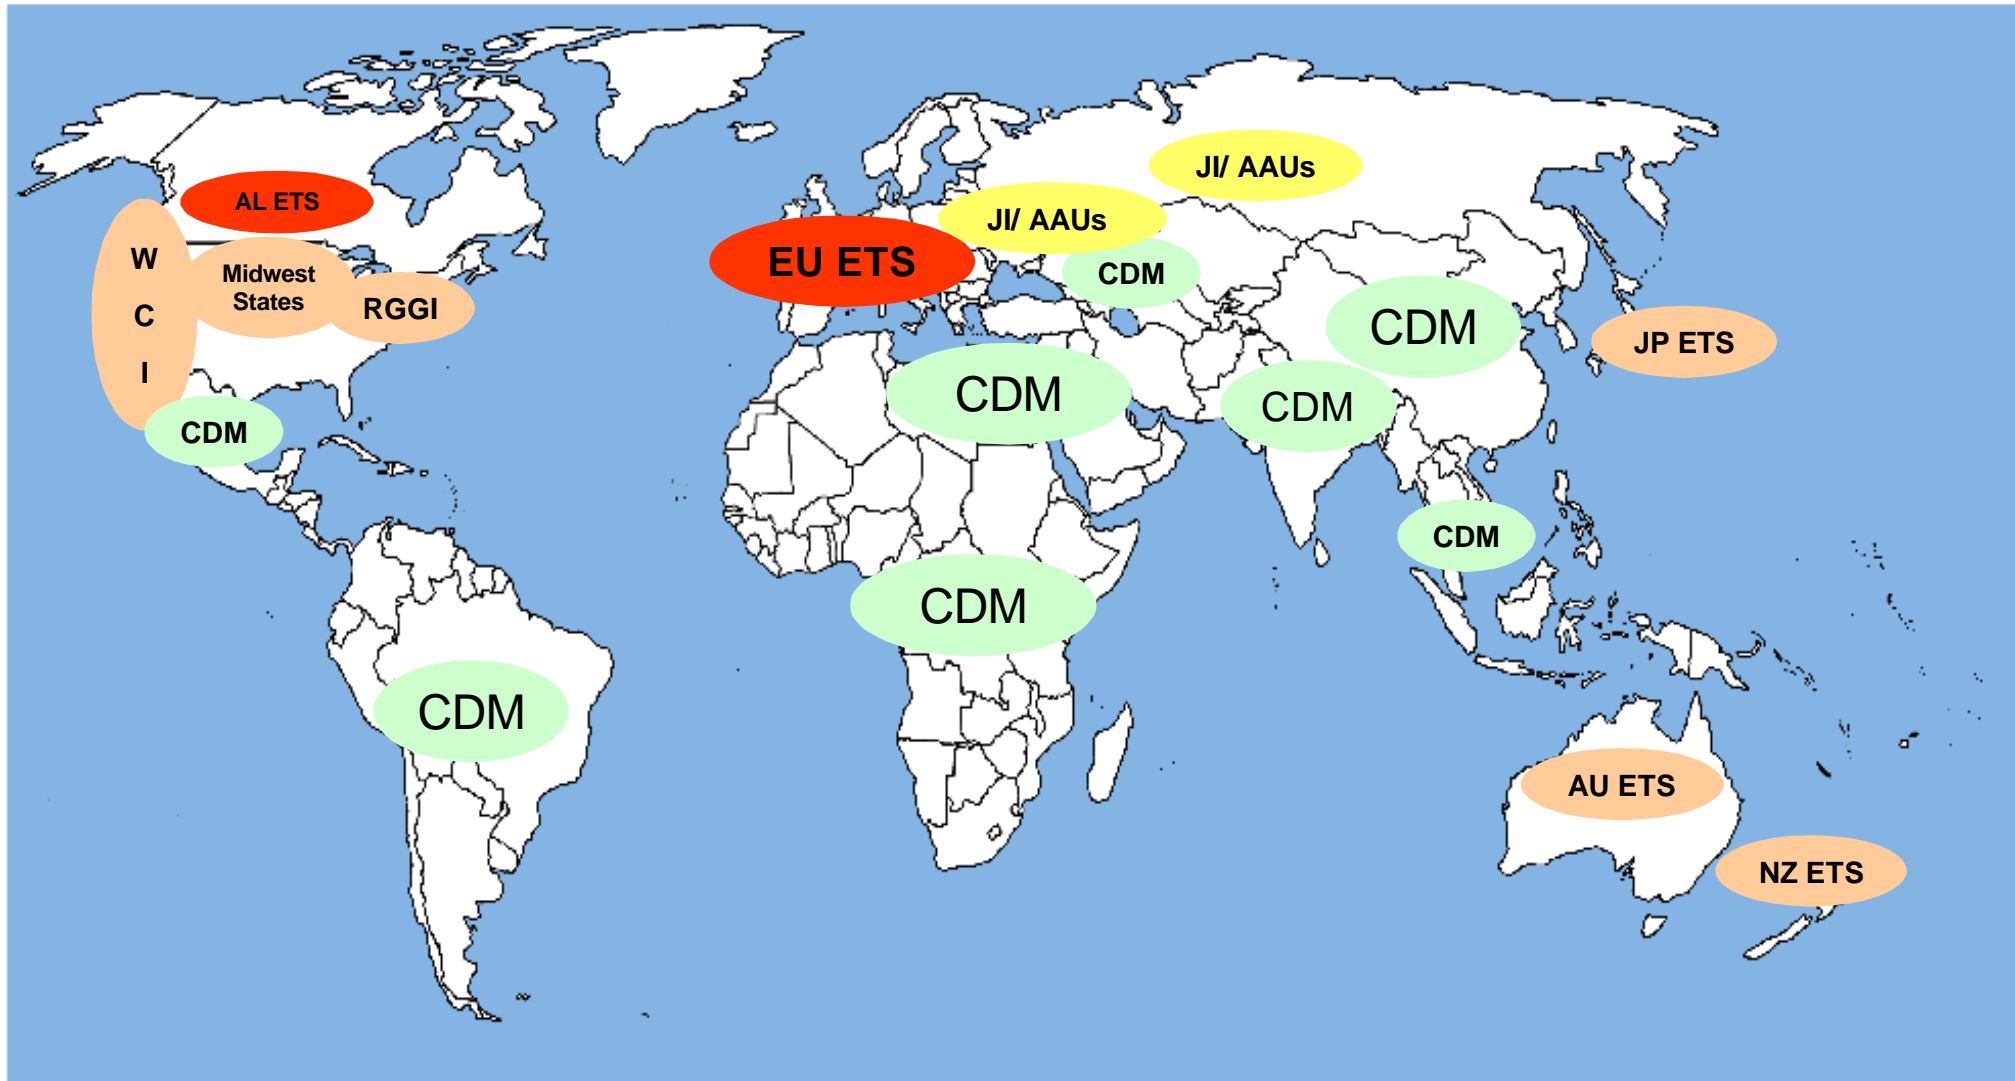 JI/ AAUs
AL ETS
JI/ AAUs
W
C
I
EU ETS
Midwest
States
CDM
RGGI
CDM
JP ETS
CDM
CDM
CDM
CDM
CDM
CDM
AU ETS
NZ ETS
CDM